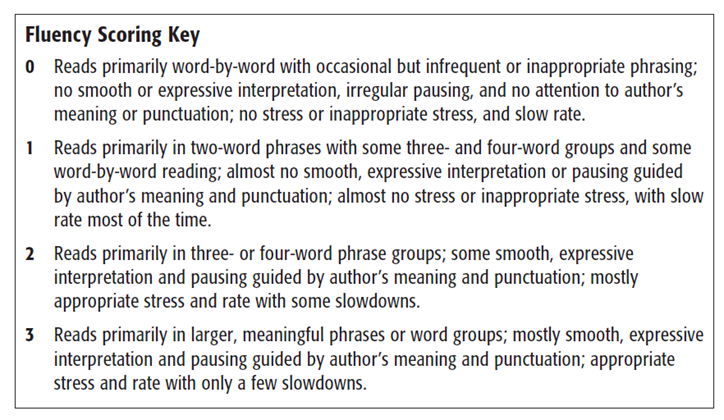 Fluency Scoring Key
0 Reads primarily word-by-word with occasional but infrequent or inappropriate phrasing;
no smooth or expressive interpretation, irregular pausing, and no attention to author's
meaning or punctuation; no stress or inappropriate stress, and slow rate.
1 Reads primarily in two-word phrases with some three- and four-word groups and some
word-by-word reading; almost no smooth, expressive interpretation or pausing guided
by author's meaning and punctuation; almost no stress or inappropriate stress, with slow
rate most of the time.
2 Reads primarily in three- or four-word phrase groups; some smooth, expressive
interpretation and pausing guided by author's meaning and punctuation; mostly
appropriate stress and rate with some slowdowns.
3 Reads primarily in larger, meaningful phrases or word groups; mostly smooth, expressive
interpretation and pausing guided by author's meaning and punctuation; appropriate
stress and rate with only a few slowdowns.